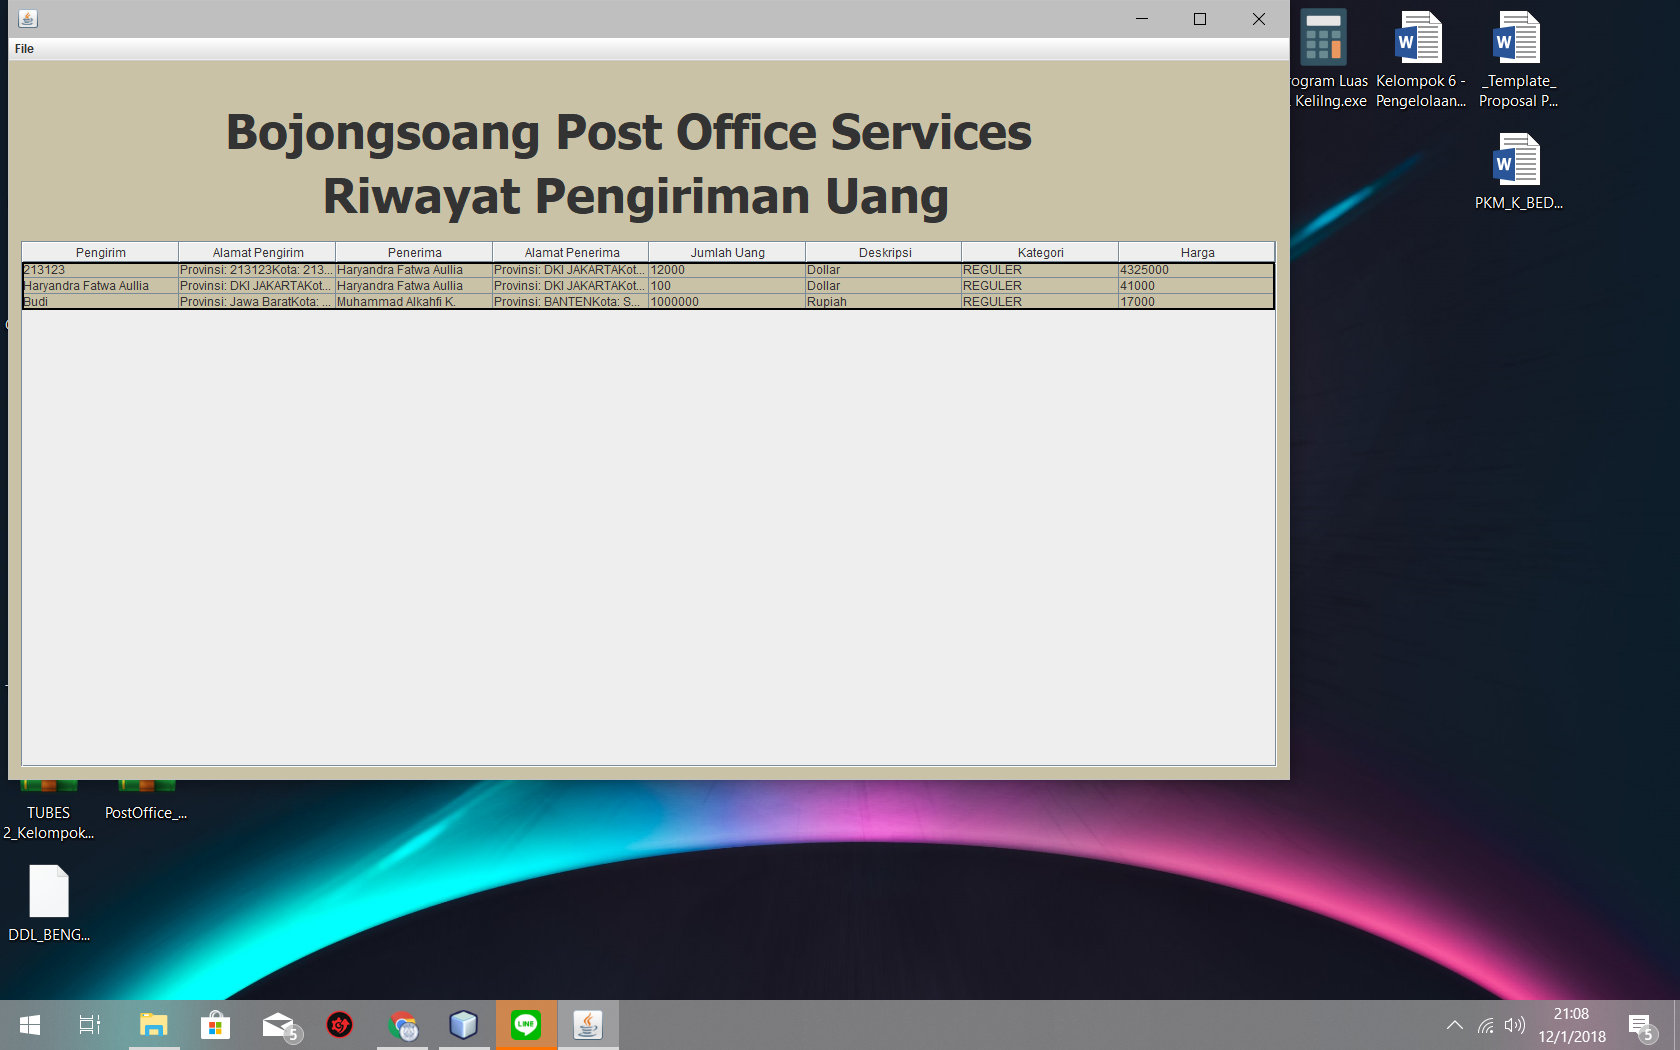 File
Bojongsoang Post Office Services
Riwayat Pengiriman Uang
Pengirim Alamat Pengirim Penerima Alamat Penerima Jumlah Uang Deskripsi Kategori Harga
213123 Provinsi: 213123Kota: 213... Haryandra Fatwa Aullia Provinsi: DKI JAKARTAKot... 12000 Dollar REGULER 4325000
Haryandra Fatwa Aullia Provinsi: DKI JAKARTAKot... Haryandra Fatwa Aullia Provinsi: DKI JAKARTAKot... 100 Dollar REGULER 41000
Budi Provinsi: Jawa BaratKota: ... Muhammad Alkahfi K. Provinsi: BANTENKota: S... 1000000 Rupiah REGULER 17000
rogram Luas
Kelilng.exe
Kelompok 6 -
Pengelolaan...
_Template_
Proposal P...
PKM_K_BED...
TUBES
2_Kelompok...
PostOffice_...
DDL_BENG...
5
LINE
21:08
12/1/2018
5